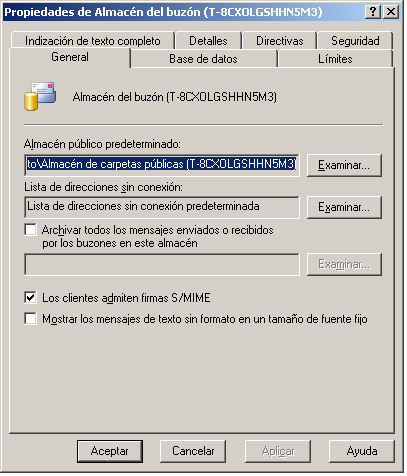 Propiedades de Almacén del buzón (T-8CXOLGSHHN5M3)
Indización de texto completo Detalles Directivas Seguridad
General Base de datos Límites
Almacén del buzón (T-8CXOLGSHHN5M3)
Almacén público predeterminado:
to\Almacén de carpetas públicas (T-8CXOLGSHHN5M3) Examinar...
Lista de direcciones sin conexión:
Lista de direcciones sin conexión predeterminada Examinar...
Archivar todos los mensajes enviados o recibidos
por los buzones en este almacén
Examinar...
Los clientes admiten firmas S/MIME
Mostrar los mensajes de texto sin formato en un tamaño de fuente fijo
Aceptar Cancelar Aplicar Ayuda